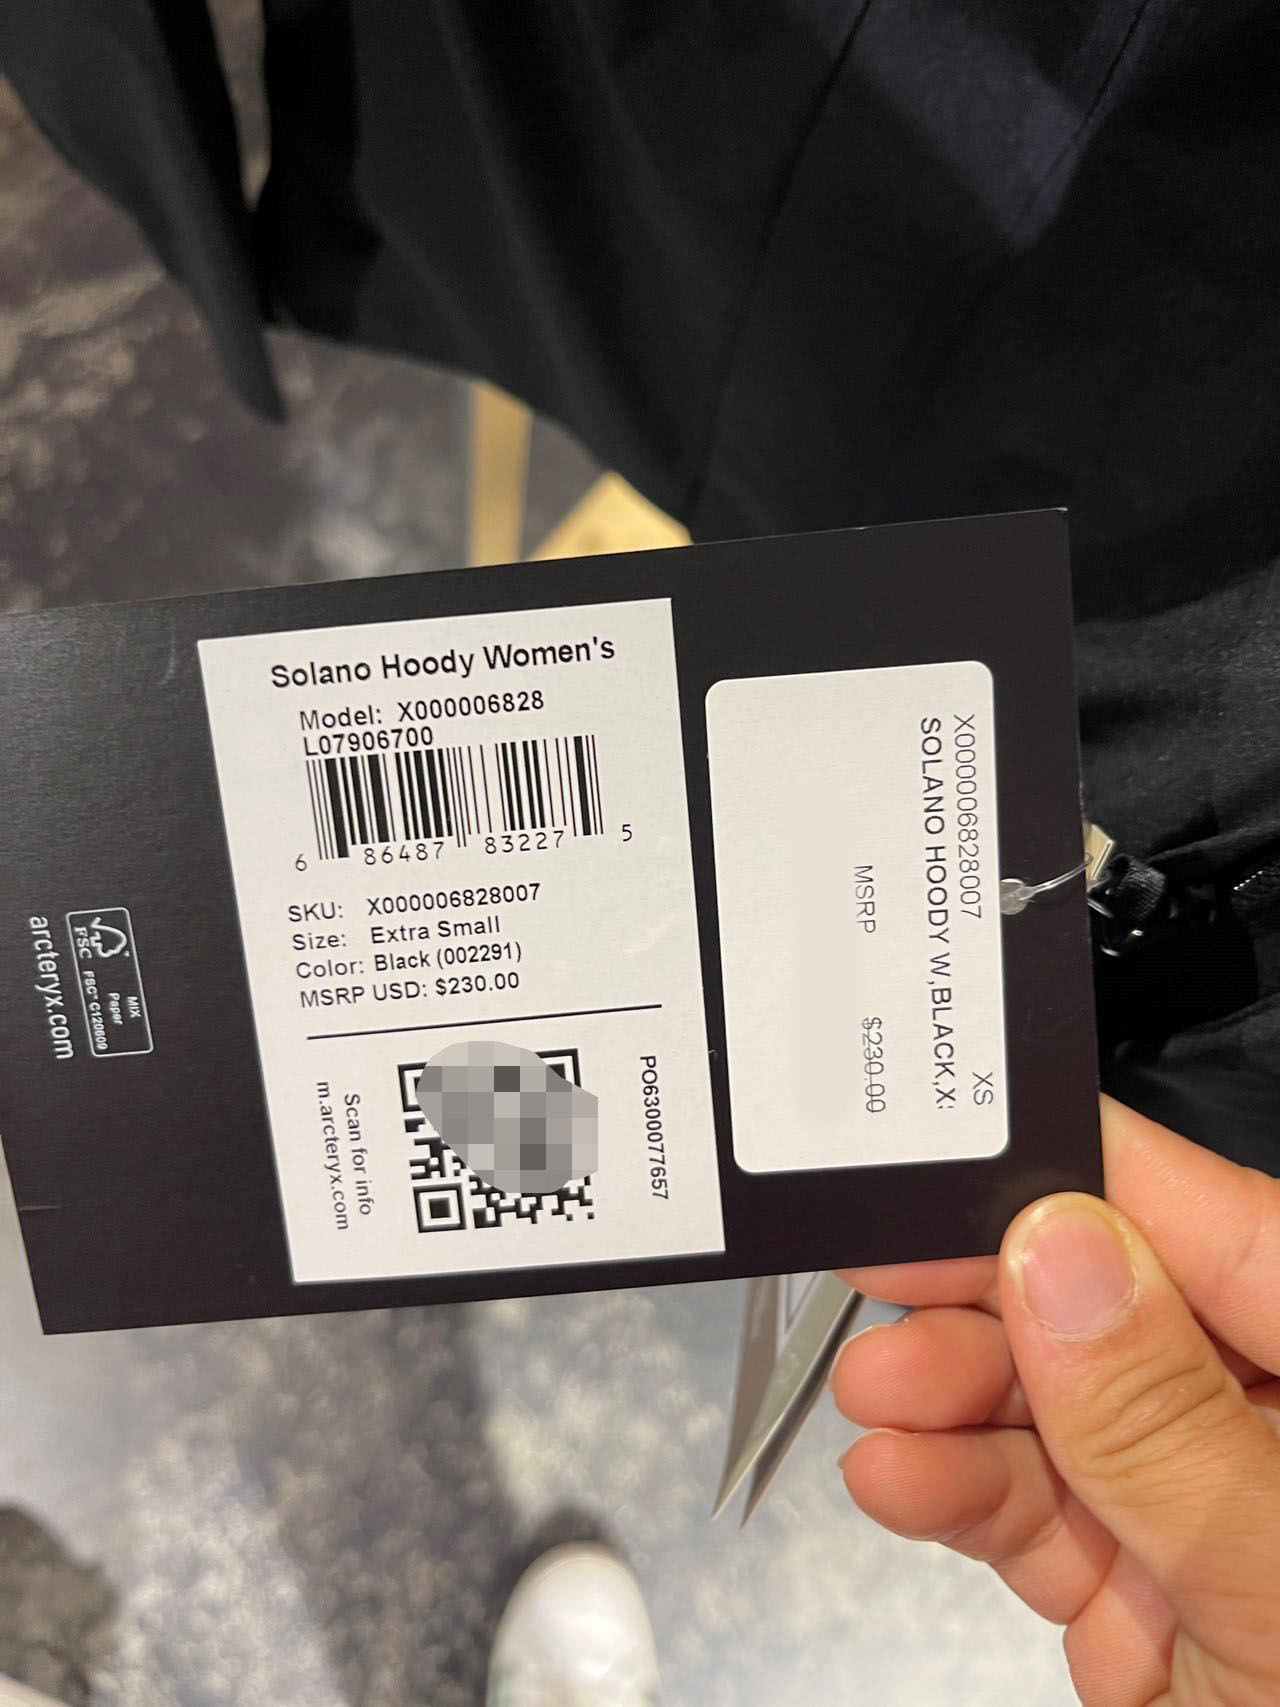 Solano Hoody Women's
Model: X000006828
L07906700
6 86487 83227 5
SKU: X000006828007
Size: Extra Small
Color: Black (002291)
MSRP USD: $230.00
PO6300077657
Scan for info
m.arcteryx.com
X000006828007 XS
SOLANO HOODY W,BLACK,X
MSRP $230.00
MIX
Paper
FSC® C120609
FSC
arcteryx.com